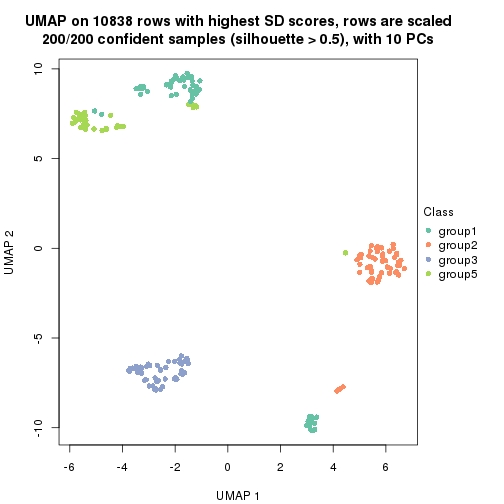 UMAP on 10838 rows with highest SD scores, rows are scaled
200/200 confident samples (silhouette > 0.5), with 10 PCs
10
5
0
-5
-10
UMAP 2
-6 -4 -2 0 2 4 6
UMAP 1
Class
group1
group2
group3
group5